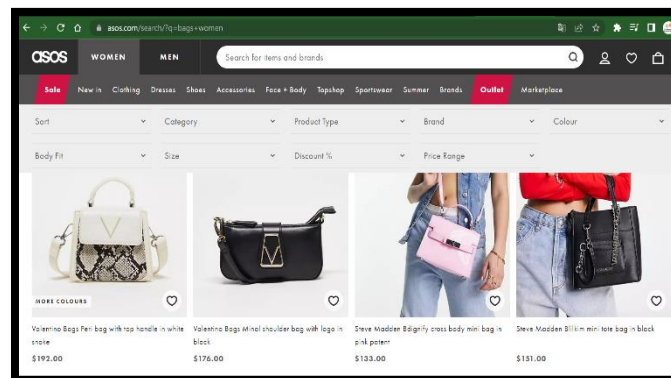 asos.com/search/?q=bags+women
asos
WOMEN
MEN
Search for items and brands
Sale New in Clothing Dresses Shoes Accessories Face + Body Topshop Sportswear Summer Brands Outlet Marketplace
Sort Category Product Type Brand Colour
Body Fit Size Discount % Price Range
MORE COLOURS
Valentino Bags Peri bag with top handle in white
snake
$192.00
Valentino Bags Minal shoulder bag with logo in
black
$176.00
Steve Madden Edignify cross body mini bag in
pink patent
$133.00
Steve Madden Bllkim mini tote bag in black
$151.00